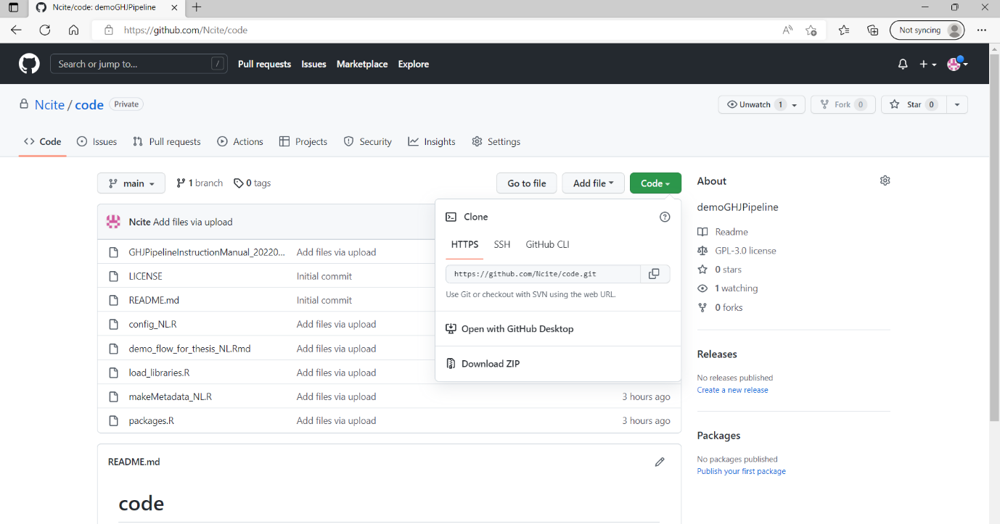 Ncite/code: demoGHJPipeline
https://github.com/Ncite/code
Not syncing
Search or jump to... /
Pull requests Issues Marketplace Explore
Ncite / code Private
Unwatch 1 Fork 0 Star 0
Code Issues Pull requests Actions Projects Security Insights Settings
main 1 branch 0 tags
Go to file Add file Code
Ncite Add files via upload
GHJPipelineInstructionManual_20220... Add files via upload
LICENSE Initial commit
README.md Initial commit
config_NL.R Add files via upload
demo_flow_for_thesis_NL.Rmd Add files via upload
load_libraries.R Add files via upload
makeMetadata_NL.R Add files via upload 3 hours ago
packages.R Add files via upload 3 hours ago
Clone
HTTPS SSH GitHub CLI
https://github.com/Ncite/code.git
Use Git or checkout with SVN using the web URL.
Open with GitHub Desktop
Download ZIP
README.md
code
About
demoGHJPipeline
Readme
GPL-3.0 license
0 stars
1 watching
0 forks
Releases
No releases published
Create a new release
Packages
No packages published
Publish your first package